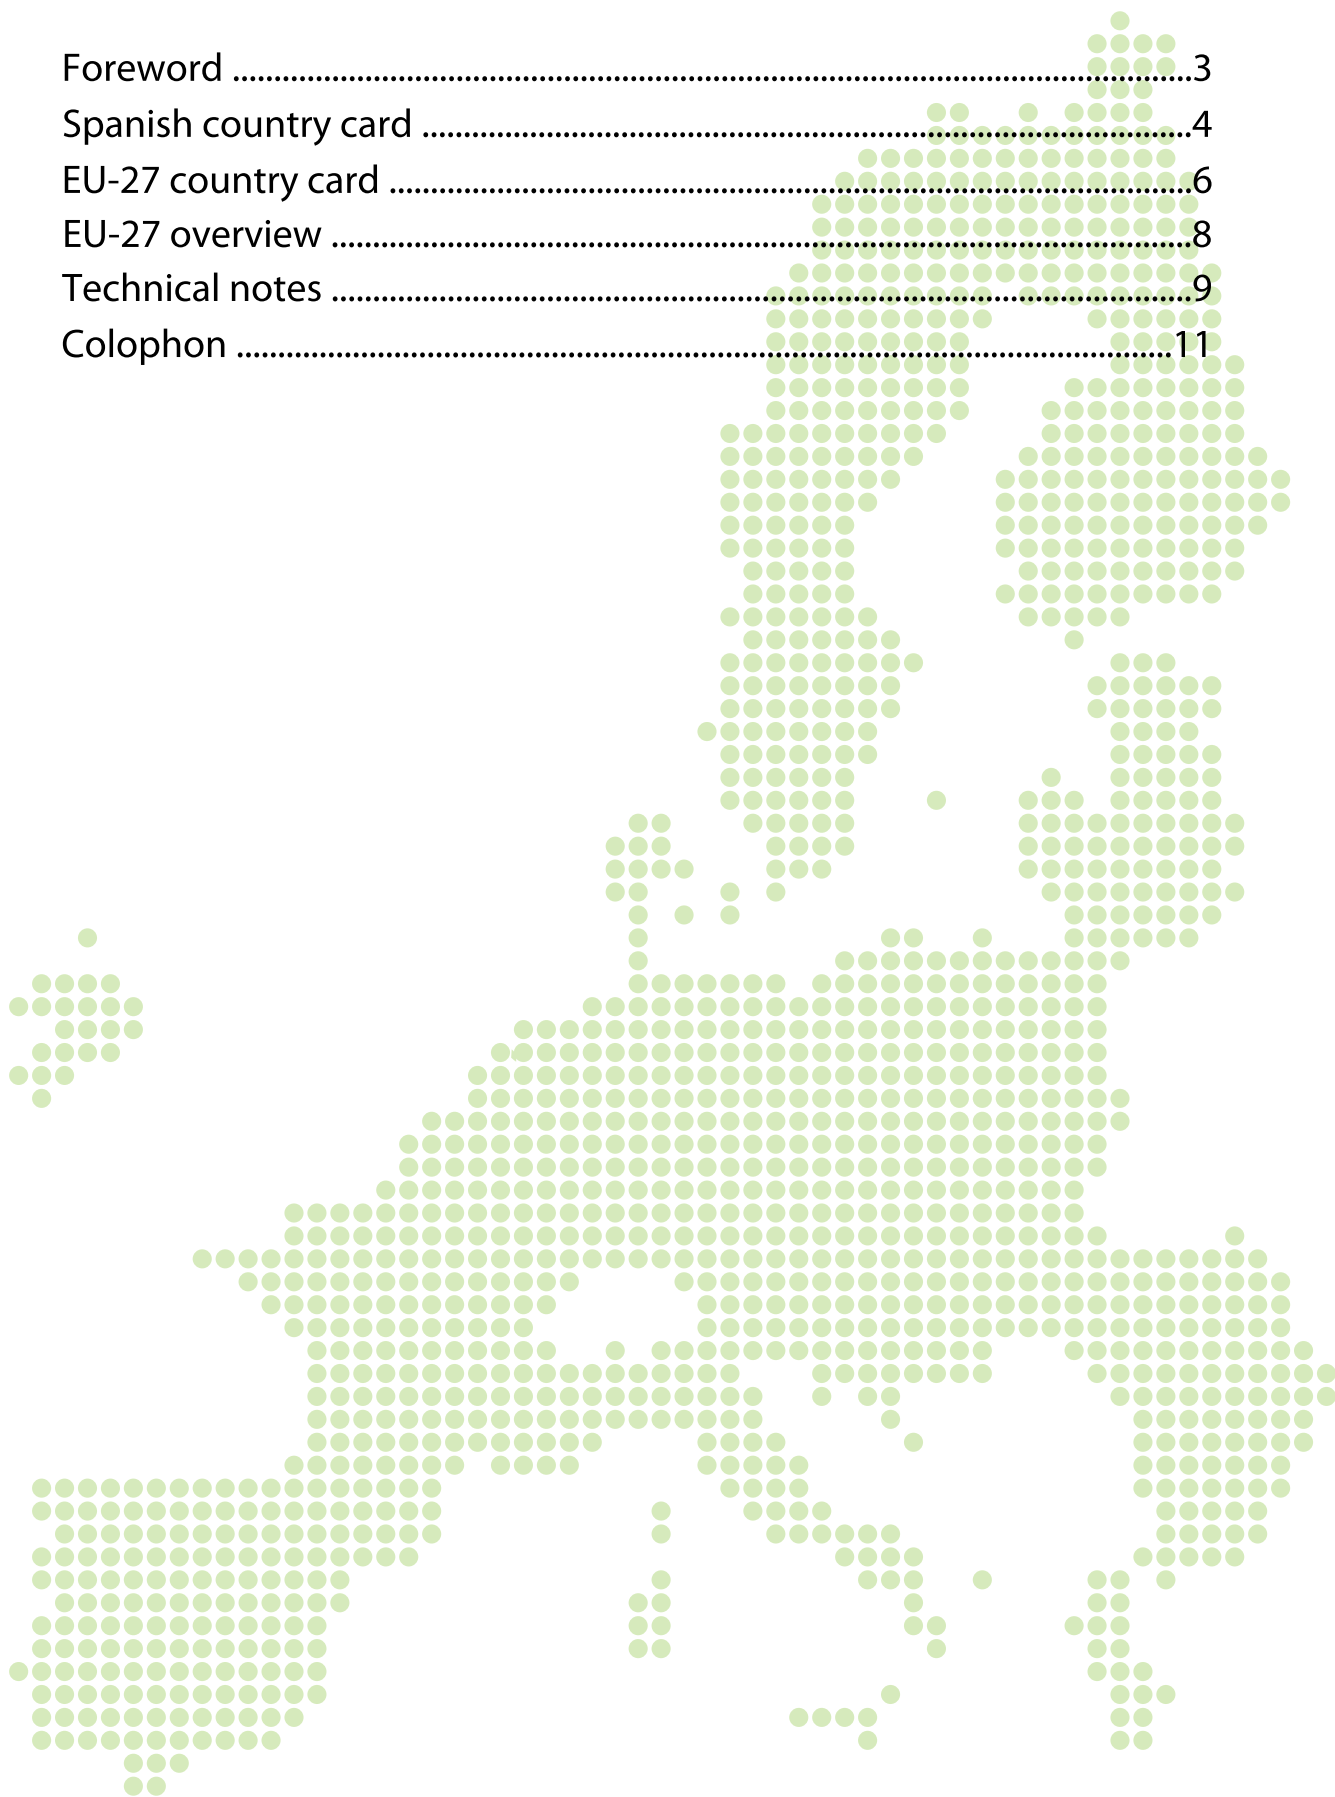 Foreword ........................................................................................................................ 3
Spanish country card ................................................................................................ 4
EU-27 country card .................................................................................................... 6
EU-27 overview ........................................................................................................... 8
Technical notes ........................................................................................................... 9
Colophon .................................................................................................................... 11